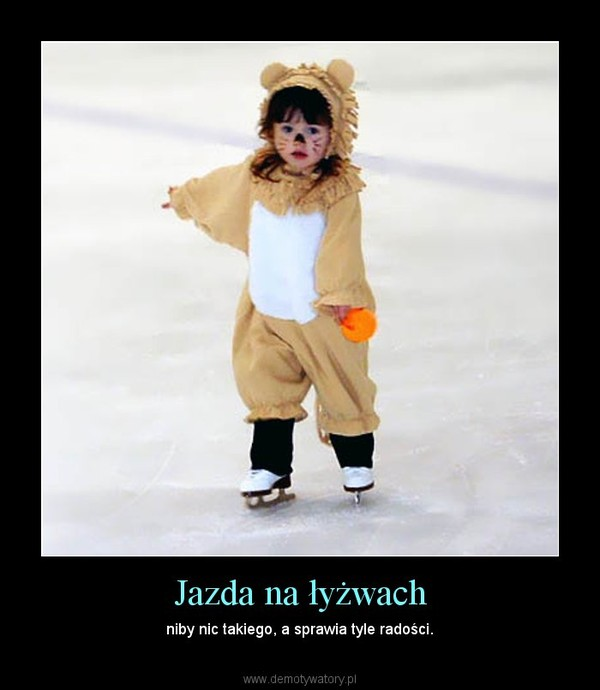 Jazda na łyżwach
niby nic takiego, a sprawia tyle radości.
www.demotywatory.pl